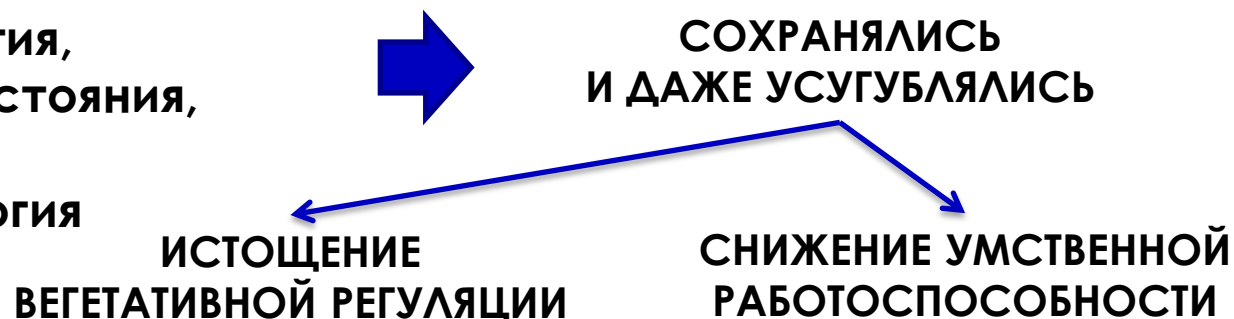 гия,
стояния,
огия
СОХРАНЯЛИСЬ
И ДАЖЕ УСУГУБЛЯЛИСЬ
ИСТОЩЕНИЕ
ВЕГЕТАТИВНОЙ РЕГУЛЯЦИИ
СНИЖЕНИЕ УМСТВЕННОЙ
РАБОТОСПОСОБНОСТИ